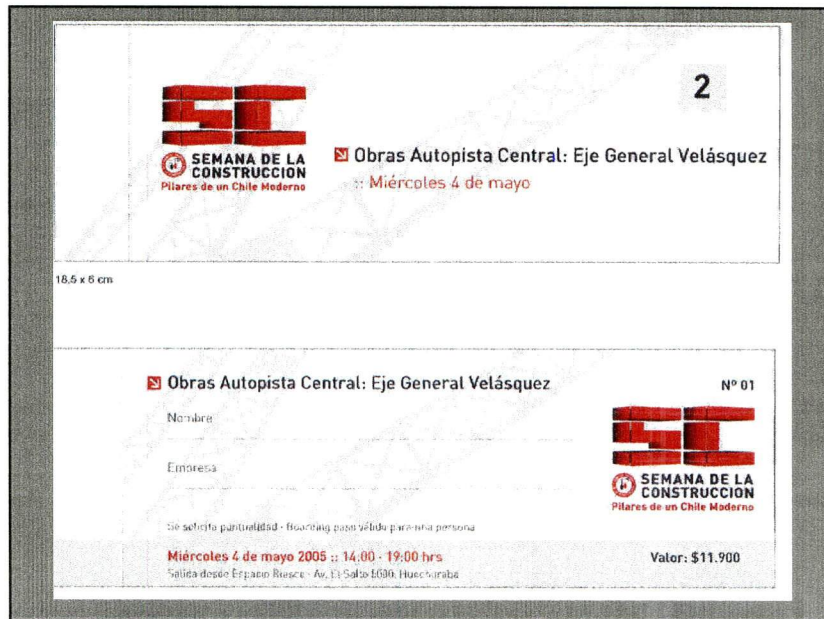 2
SEMANA DE LA
CONSTRUCCION
Pilares de un Chile Moderno
Obras Autopista Central: Eje General Velásquez
:: Miércoles 4 de mayo
18,5 x 6 cm
Obras Autopista Central: Eje General Velásquez
Nº 01
Nombre
Empresa
SEMANA DE LA
CONSTRUCCION
Pilares de un Chile Moderno
Se solicita puntualidad - Boarding pass válido para una persona
Miércoles 4 de mayo 2005 :: 14:00 - 19:00 hrs
Valor: $11.900
Salida desde Espacio Riesco - Av. El Salto 5000, Huechuraba